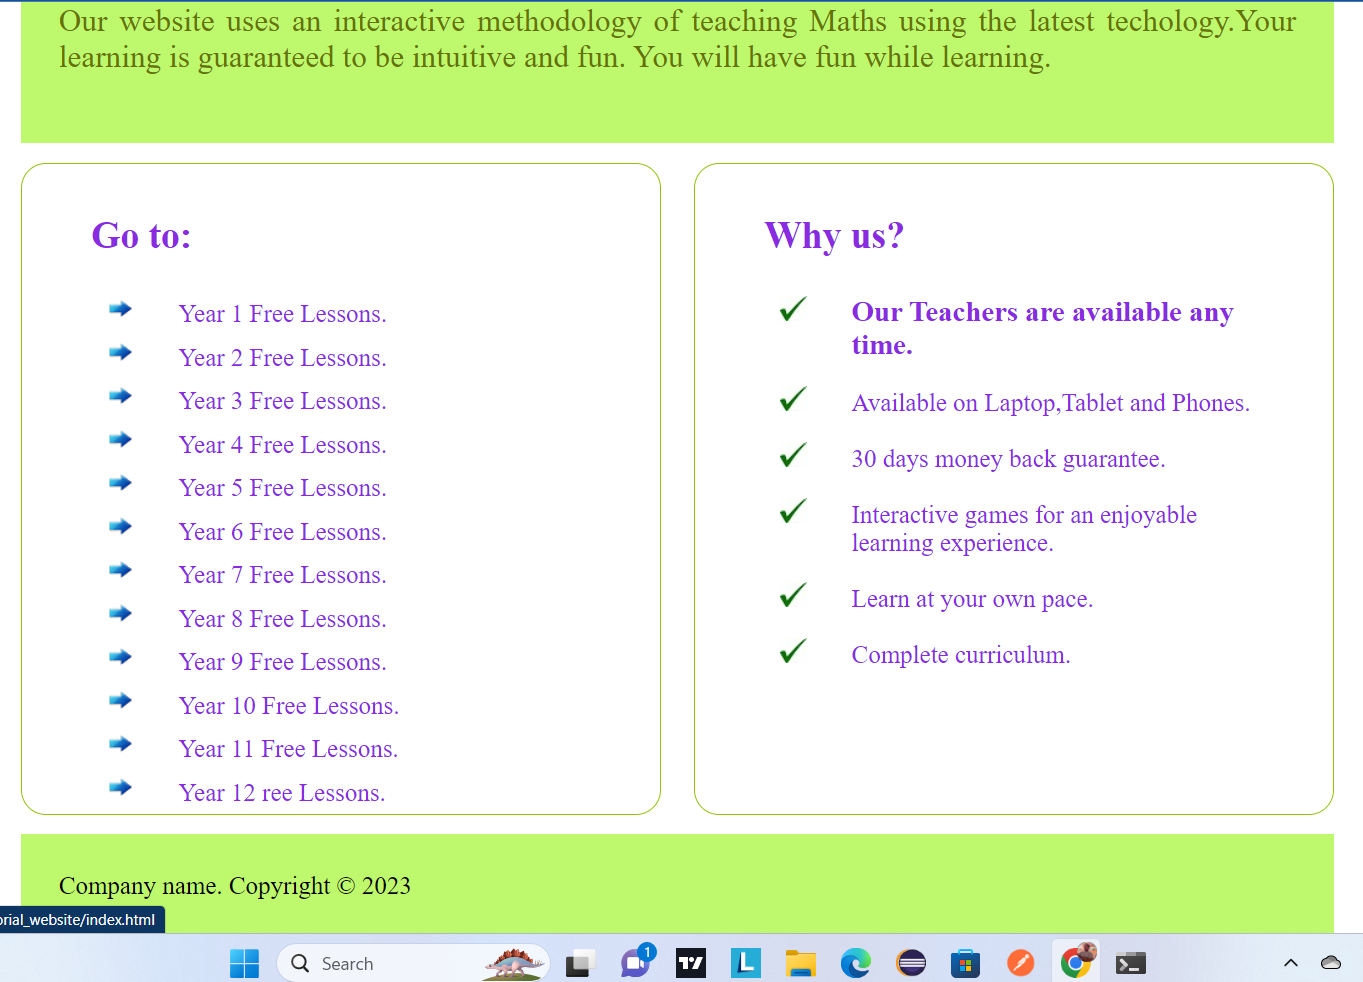 Our website uses an interactive methodology of teaching Maths using the latest techology.Your
learning is guaranteed to be intuitive and fun. You will have fun while learning.
Go to:
Year 1 Free Lessons.
Year 2 Free Lessons.
Year 3 Free Lessons.
Year 4 Free Lessons.
Year 5 Free Lessons.
Year 6 Free Lessons.
Year 7 Free Lessons.
Year 8 Free Lessons.
Year 9 Free Lessons.
Year 10 Free Lessons.
Year 11 Free Lessons.
Year 12 ree Lessons.
Why us?
Our Teachers are available any
time.
Available on Laptop,Tablet and Phones.
30 days money back guarantee.
Interactive games for an enjoyable
learning experience.
Learn at your own pace.
Complete curriculum.
Company name. Copyright © 2023
orial_website/index.html
Search
1
L